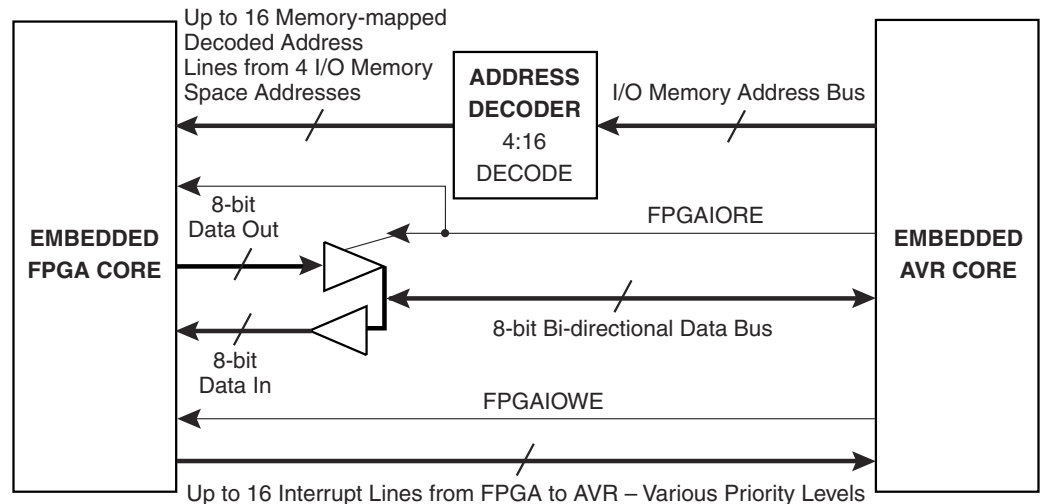 Up to 16 Memory-mapped
Decoded Address
Lines from 4 I/O Memory
Space Addresses
ADDRESS
DECODER
4:16
DECODE
I/O Memory Address Bus
8-bit
Data Out
FPGAIORE
EMBEDDED
FPGA CORE
EMBEDDED
AVR CORE
8-bit Bi-directional Data Bus
8-bit
Data In
FPGAIOWE
Up to 16 Interrupt Lines from FPGA to AVR – Various Priority Levels